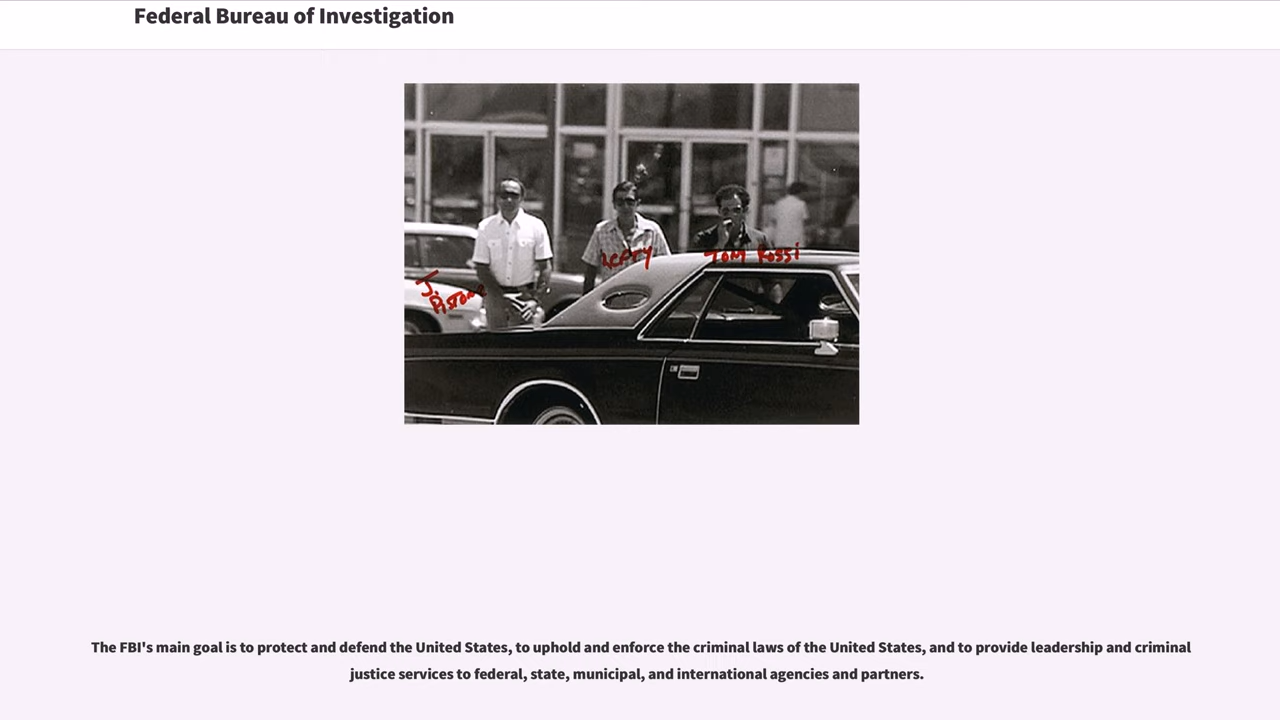 Federal Bureau of Investigation
Lefty
Tom Rossi
J.
Pistone
The FBI's main goal is to protect and defend the United States, to uphold and enforce the criminal laws of the United States, and to provide leadership and criminal
justice services to federal, state, municipal, and international agencies and partners.